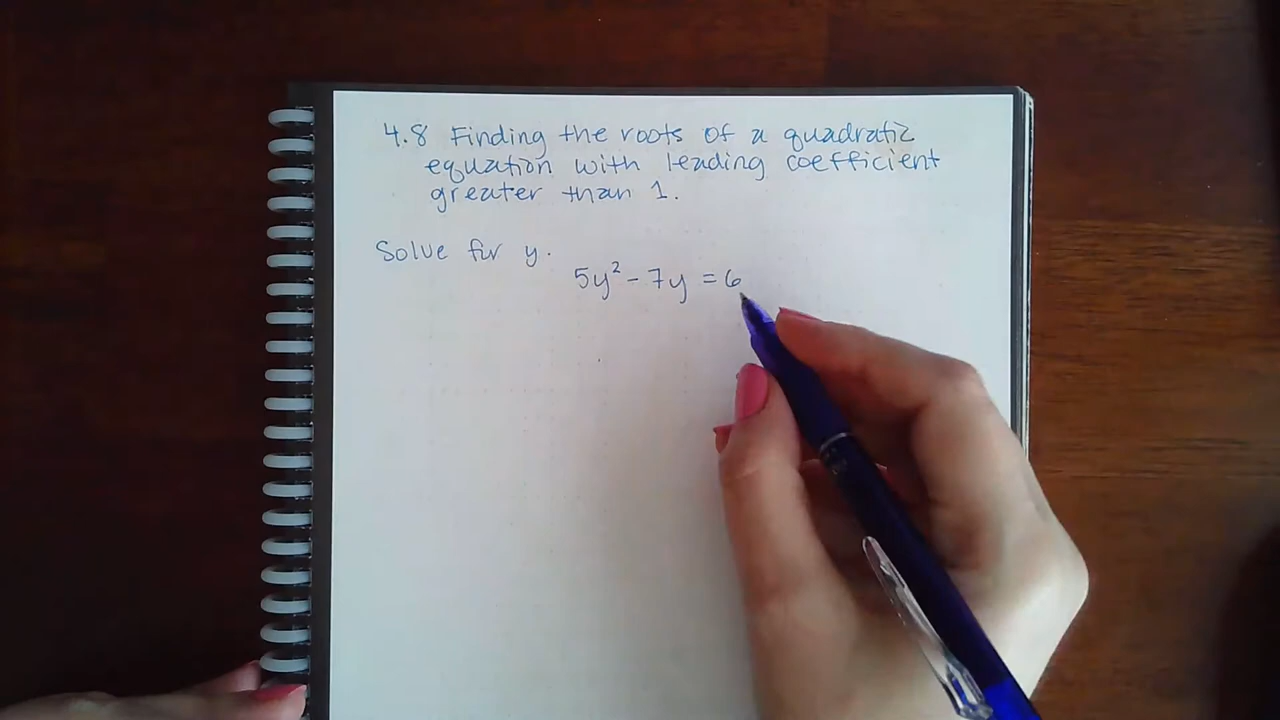 4.8 Finding the roots of a quadratic
equation with leading coefficient
greater than 1.
Solve for y.
5y² - 7y = 6